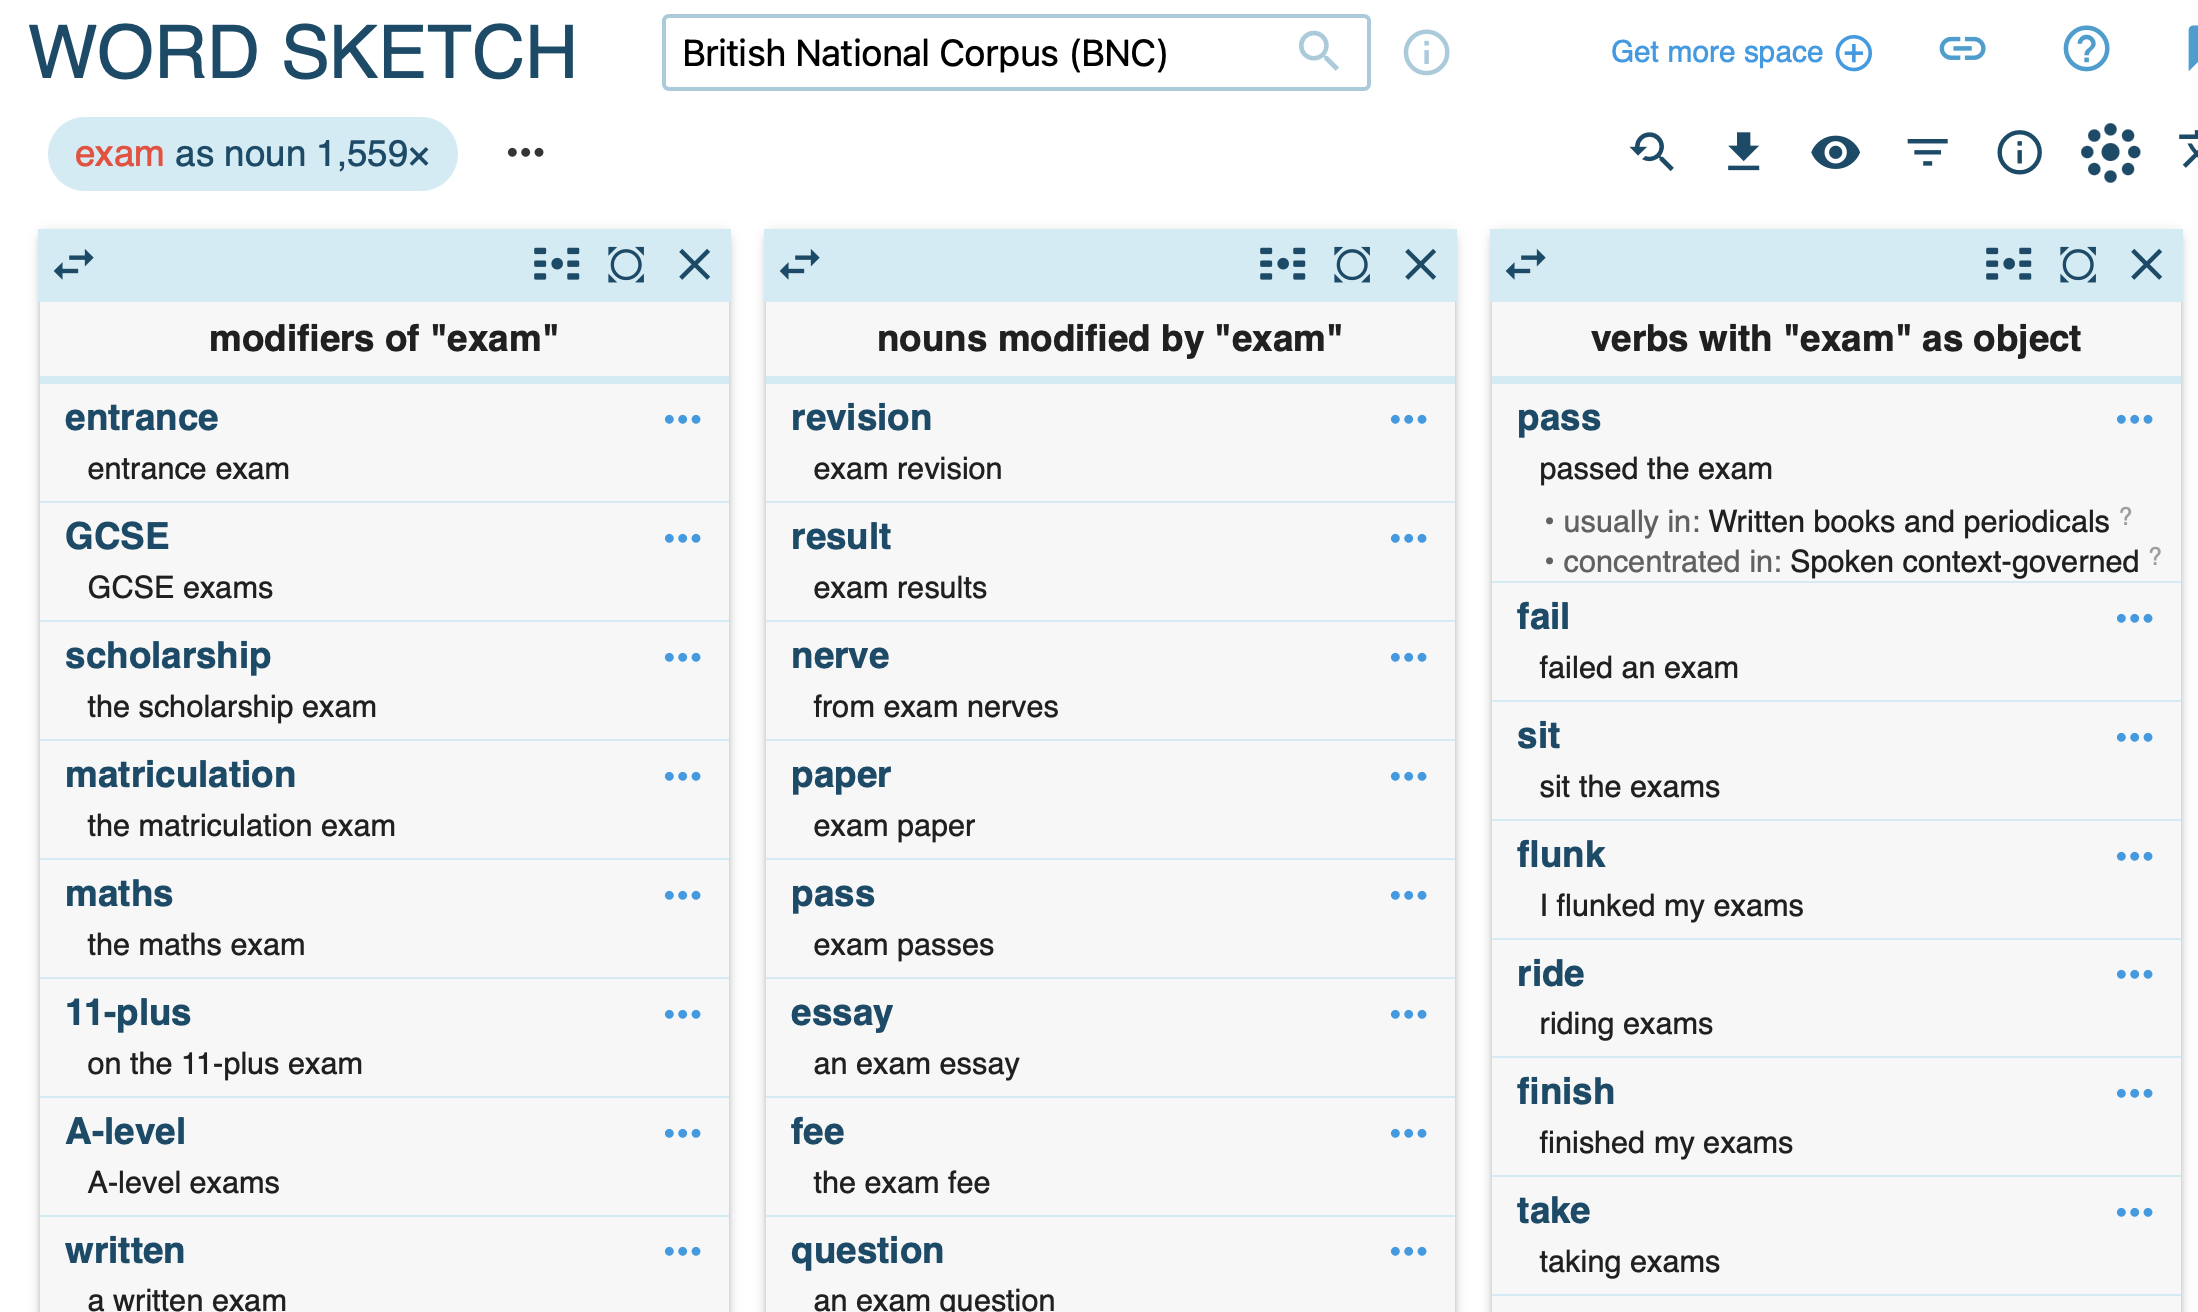 WORD SKETCH
British National Corpus (BNC)
Get more space
exam as noun 1,559×
modifiers of "exam"
entrance
entrance exam
GCSE
GCSE exams
scholarship
the scholarship exam
matriculation
the matriculation exam
maths
the maths exam
11-plus
on the 11-plus exam
A-level
A-level exams
written
a written exam
nouns modified by "exam"
revision
exam revision
result
exam results
nerve
from exam nerves
paper
exam paper
pass
exam passes
essay
an exam essay
fee
the exam fee
question
an exam question
verbs with "exam" as object
pass
passed the exam
• usually in: Written books and periodicals ?
• concentrated in: Spoken context-governed ?
fail
failed an exam
sit
sit the exams
flunk
I flunked my exams
ride
riding exams
finish
finished my exams
take
taking exams